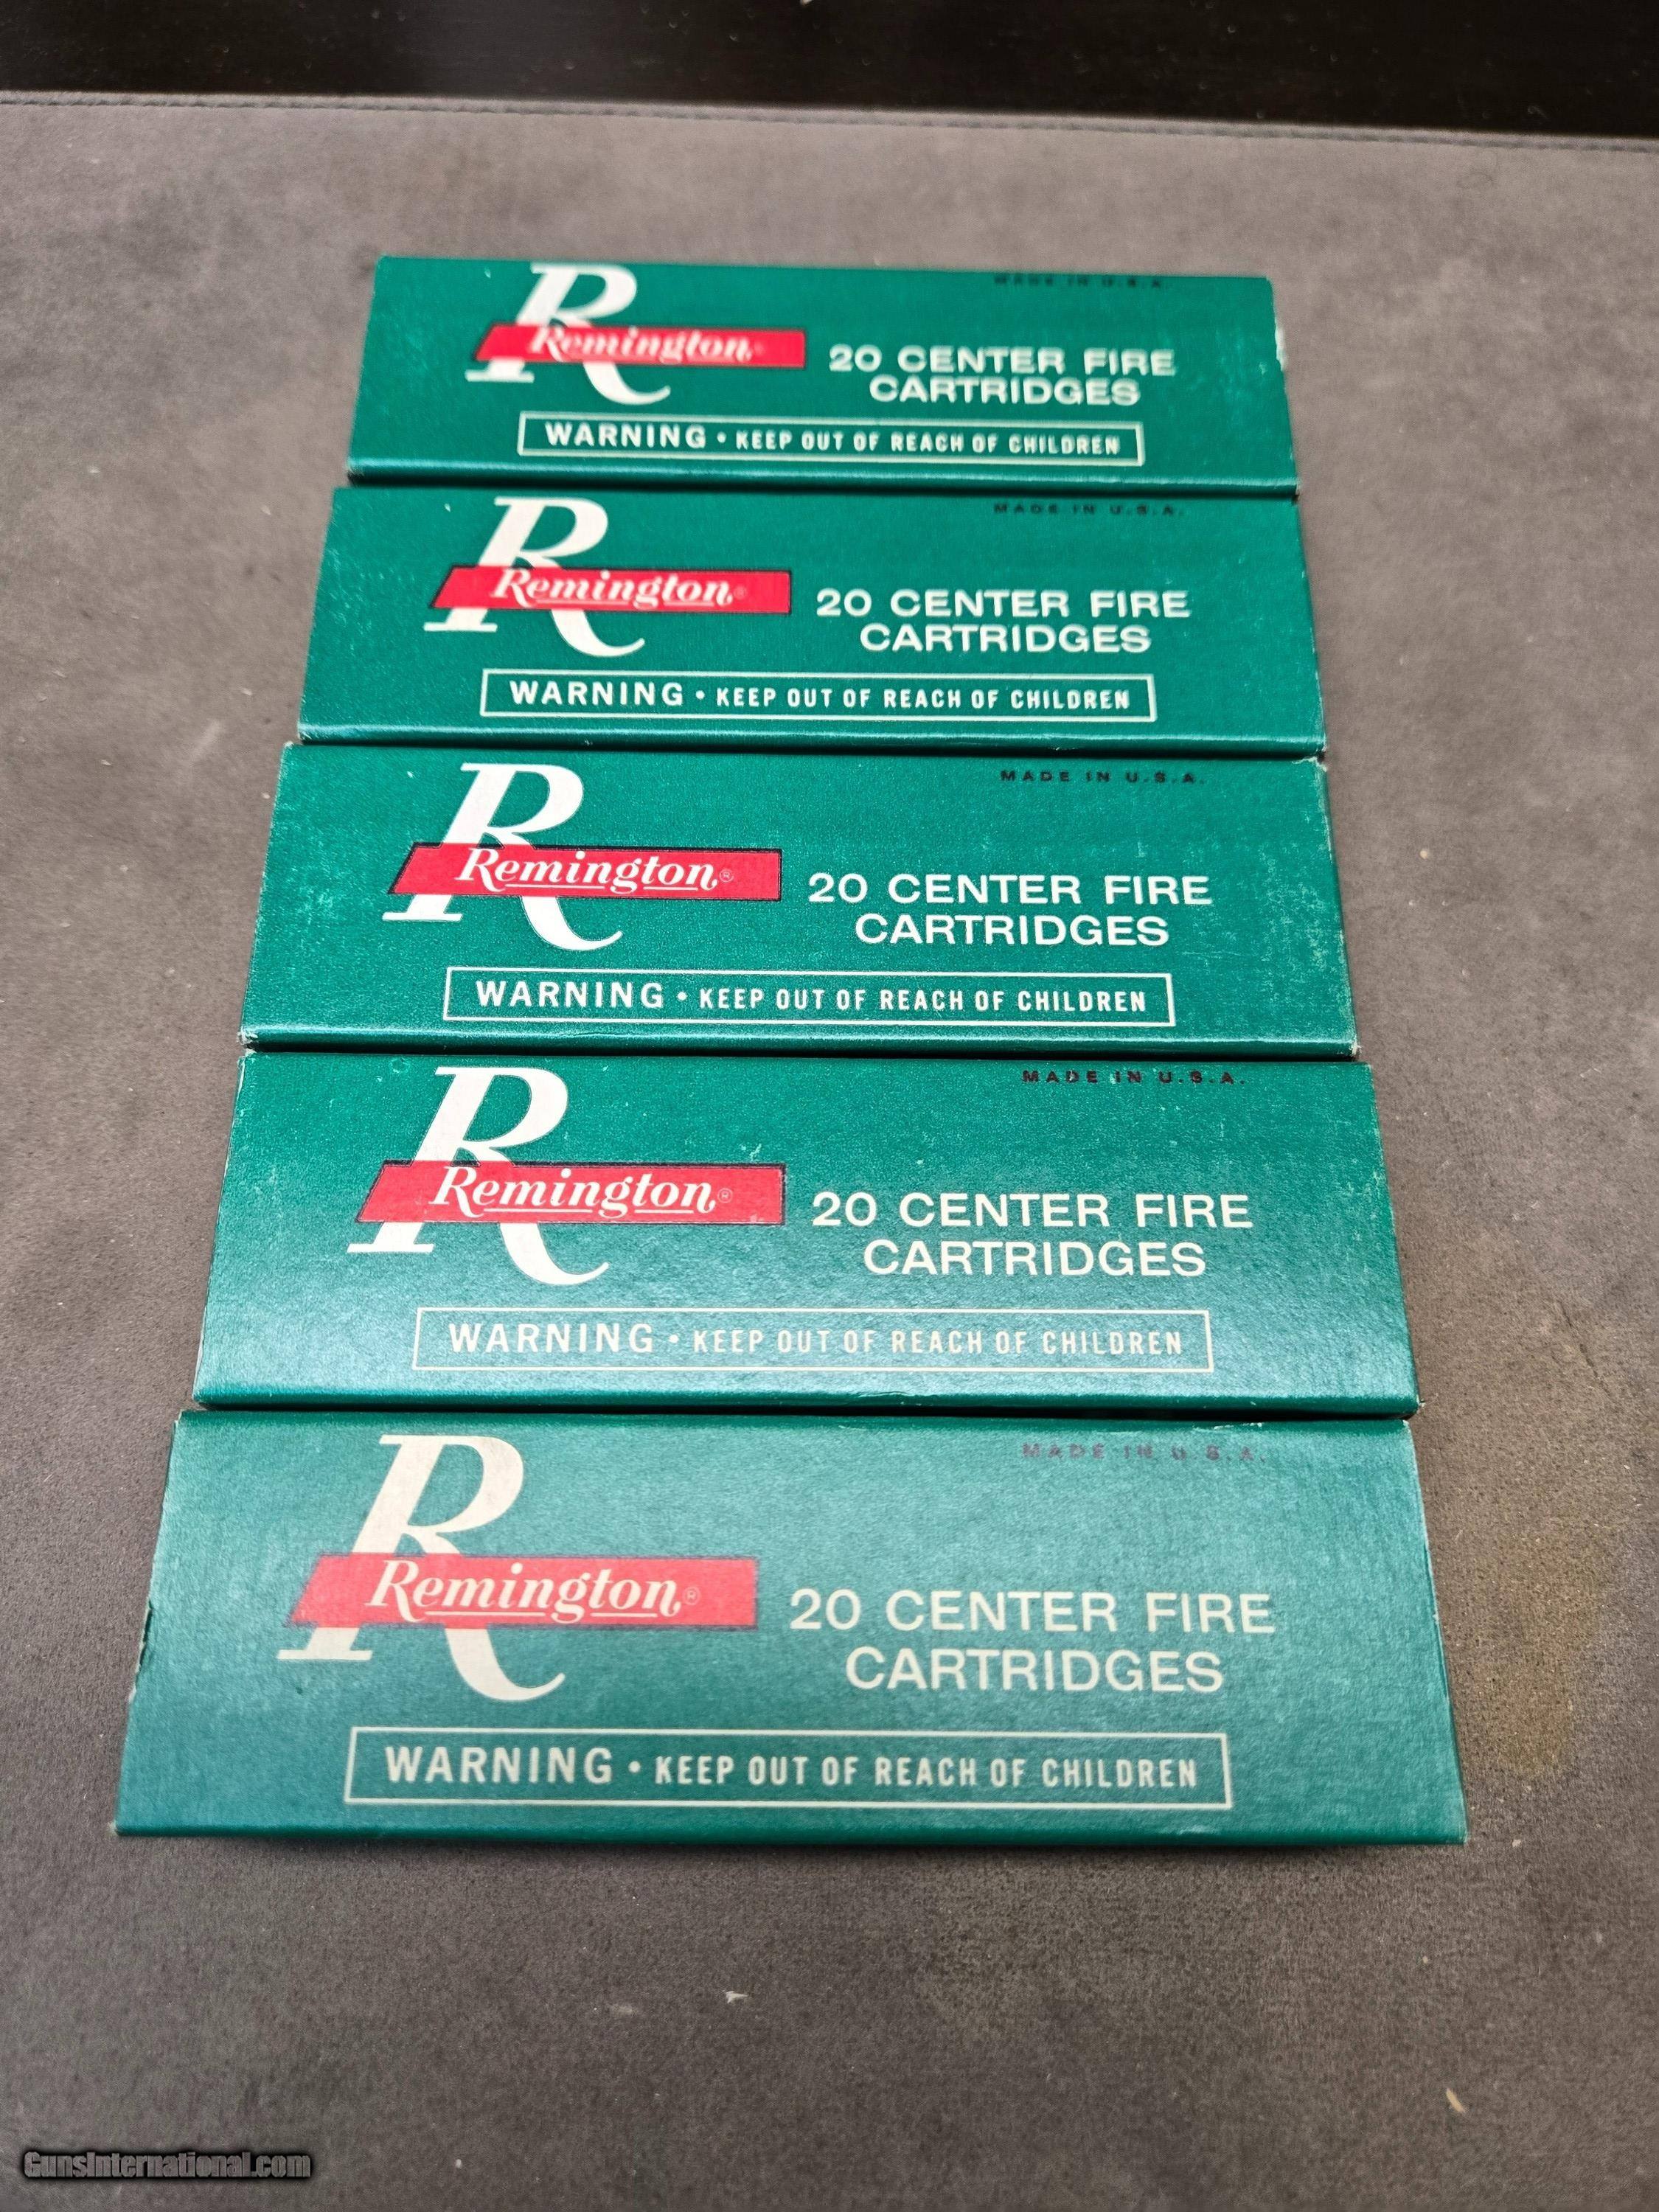 MADE IN U.S.A.
R
Remington®
20 CENTER FIRE
CARTRIDGES
WARNING • KEEP OUT OF REACH OF CHILDREN
MADE IN U.S.A.
R
Remington®
20 CENTER FIRE
CARTRIDGES
WARNING • KEEP OUT OF REACH OF CHILDREN
MADE IN U.S.A.
R
Remington®
20 CENTER FIRE
CARTRIDGES
WARNING • KEEP OUT OF REACH OF CHILDREN
MADE IN U.S.A.
R
Remington®
20 CENTER FIRE
CARTRIDGES
WARNING • KEEP OUT OF REACH OF CHILDREN
MADE IN U.S.A.
R
Remington®
20 CENTER FIRE
CARTRIDGES
WARNING • KEEP OUT OF REACH OF CHILDREN
GunsInternational.com